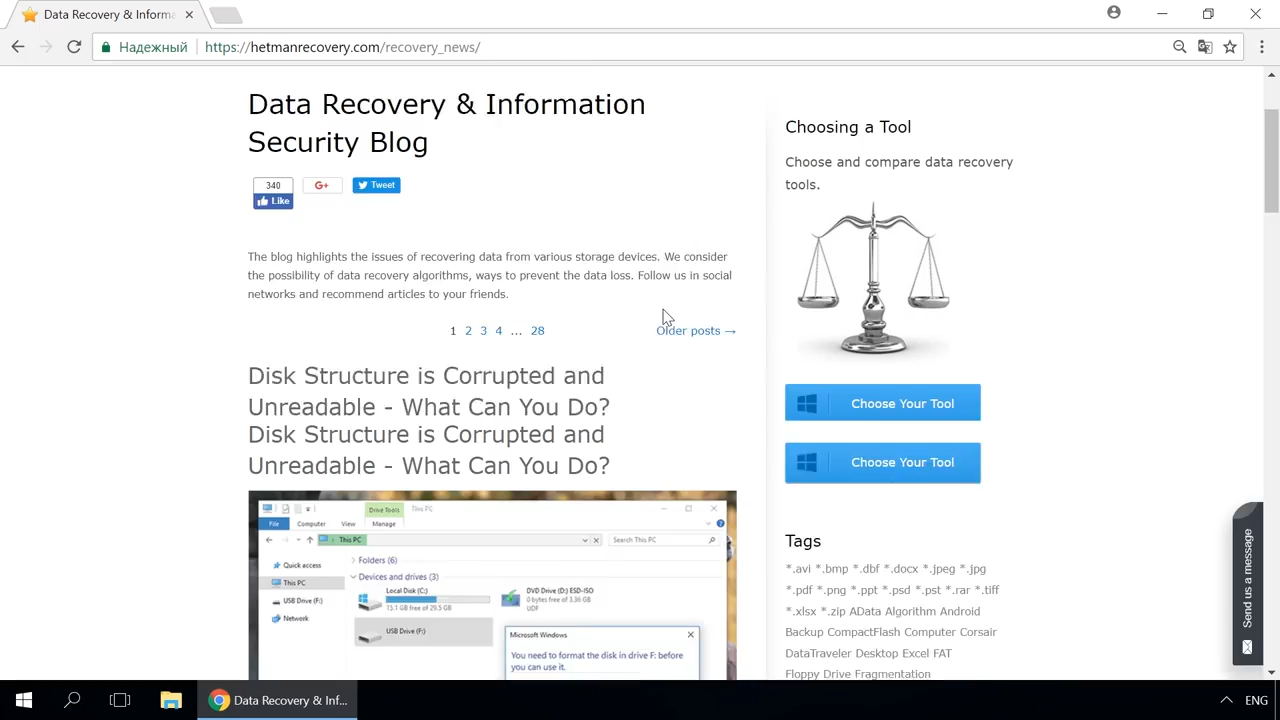 Data Recovery & Informa
Надежный
https://hetmanrecovery.com/recovery_news/
Data Recovery & Information
Security Blog
340
Like
G+
Tweet
The blog highlights the issues of recovering data from various storage devices. We consider
the possibility of data recovery algorithms, ways to prevent the data loss. Follow us in social
networks and recommend articles to your friends.
1 2 3 4 ... 28
Older posts →
Disk Structure is Corrupted and
Unreadable - What Can You Do?
Disk Structure is Corrupted and
Unreadable - What Can You Do?
Drive Tools
This PC
File
Computer
View
Manage
This PC
Search This PC
Quick access
This PC
USB Drive (F:)
Network
Folders (6)
Devices and drives (3)
Local Disk (C:)
15.1 GB free of 29.5 GB
DVD Drive (D:) ESD-ISO
0 bytes free of 3.36 GB
UDF
USB Drive (F:)
Microsoft Windows
You need to format the disk in drive F: before
you can use it.
Choosing a Tool
Choose and compare data recovery
tools.
Choose Your Tool
Choose Your Tool
Tags
*.avi *.bmp *.dbf *.docx *.jpeg *.jpg
*.pdf *.png *.ppt *.psd *.pst *.rar *.tiff
*.xlsx *.zip AData Algorithm Android
Backup CompactFlash Computer Corsair
DataTraveler Desktop Excel FAT
Floppy Drive Fragmentation
Send us a message
Data Recovery & Inf...
ENG